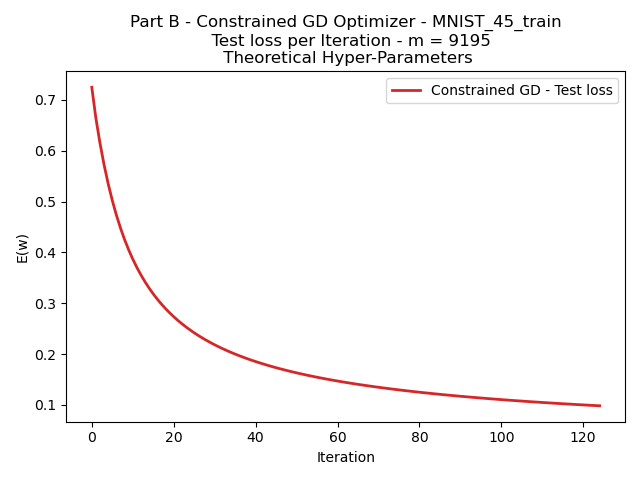 Part B - Constrained GD Optimizer - MNIST_45_train
Test loss per Iteration - m = 9195
Theoretical Hyper-Parameters
Constrained GD - Test loss
E(w)
0.7
0.6
0.5
0.4
0.3
0.2
0.1
0 20 40 60 80 100 120
Iteration